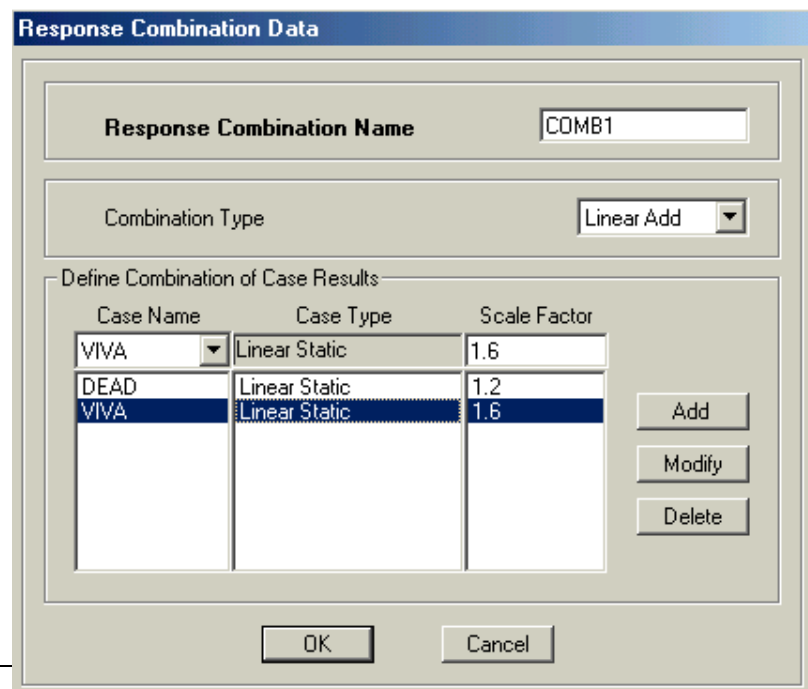 Response Combination Data
Response Combination Name COMB1
Combination Type Linear Add
Define Combination of Case Results
Case Name Case Type Scale Factor
VIVA Linear Static 1.6
DEAD Linear Static 1.2
VIVA Linear Static 1.6
Add
Modify
Delete
OK Cancel